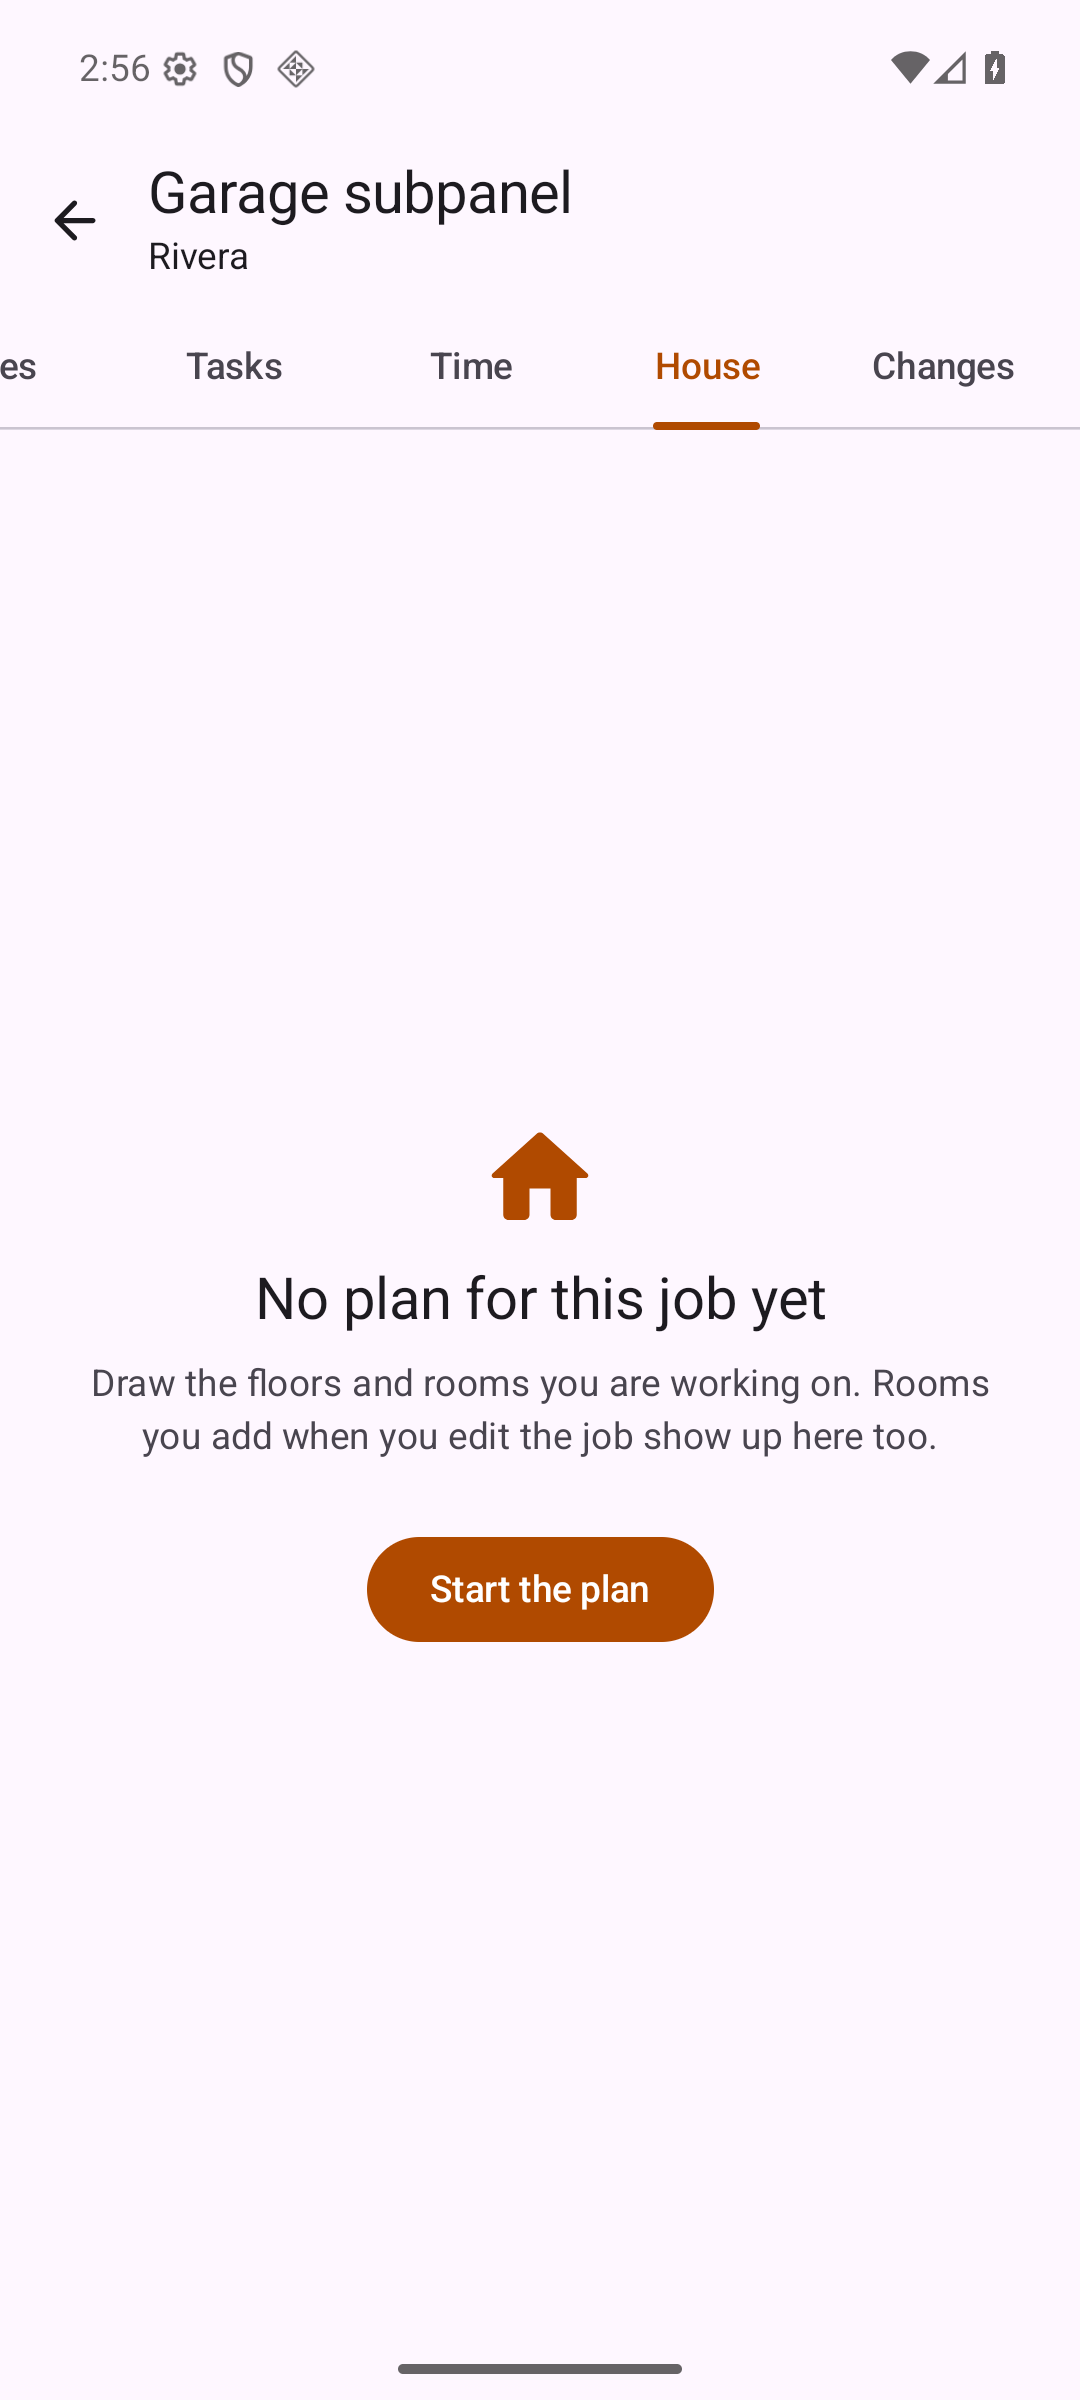 2:56
Garage subpanel
Rivera
es Tasks Time House Changes
No plan for this job yet
Draw the floors and rooms you are working on. Rooms
you add when you edit the job show up here too.
Start the plan